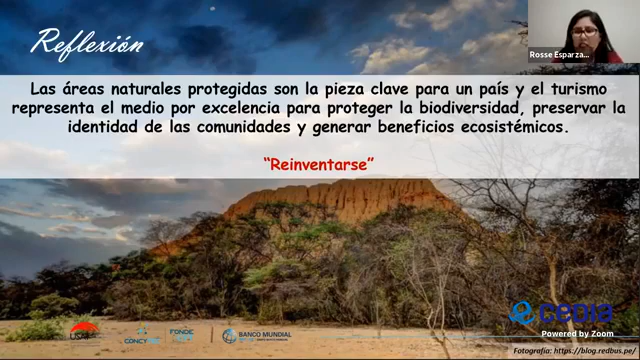 Reflexión
Rosse Esparza...
Las áreas naturales protegidas son la pieza clave para un país y el turismo
representa el medio por excelencia para proteger la biodiversidad, preservar la
identidad de las comunidades y generar beneficios ecosistémicos.
“Reinventarse”
cedia
CONCYTEC
FONDECYT
BANCO MUNDIAL
Powered by Zoom
Fotografía: https://blog.redbus.pe/